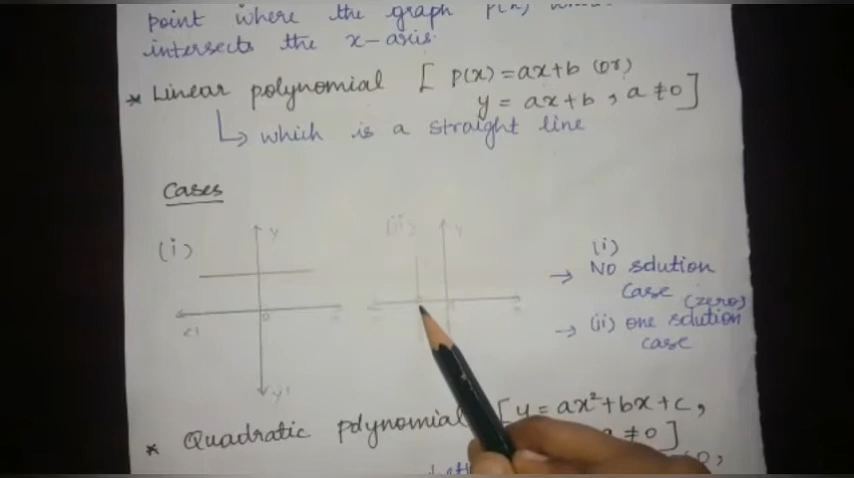 point where the graph p(x)
intersects the x-axis.
* Linear polynomial [ p(x) = ax+b (or)
y = ax+b, a ≠ 0 ]
↳ which is a straight line
Cases
(i)
y
(ii)
y
(i)
→ No solution
case (zero)
→ (ii) one solution
case
0
y'
* Quadratic polynomial [ y = ax²+bx+c,
a ≠ 0 ]